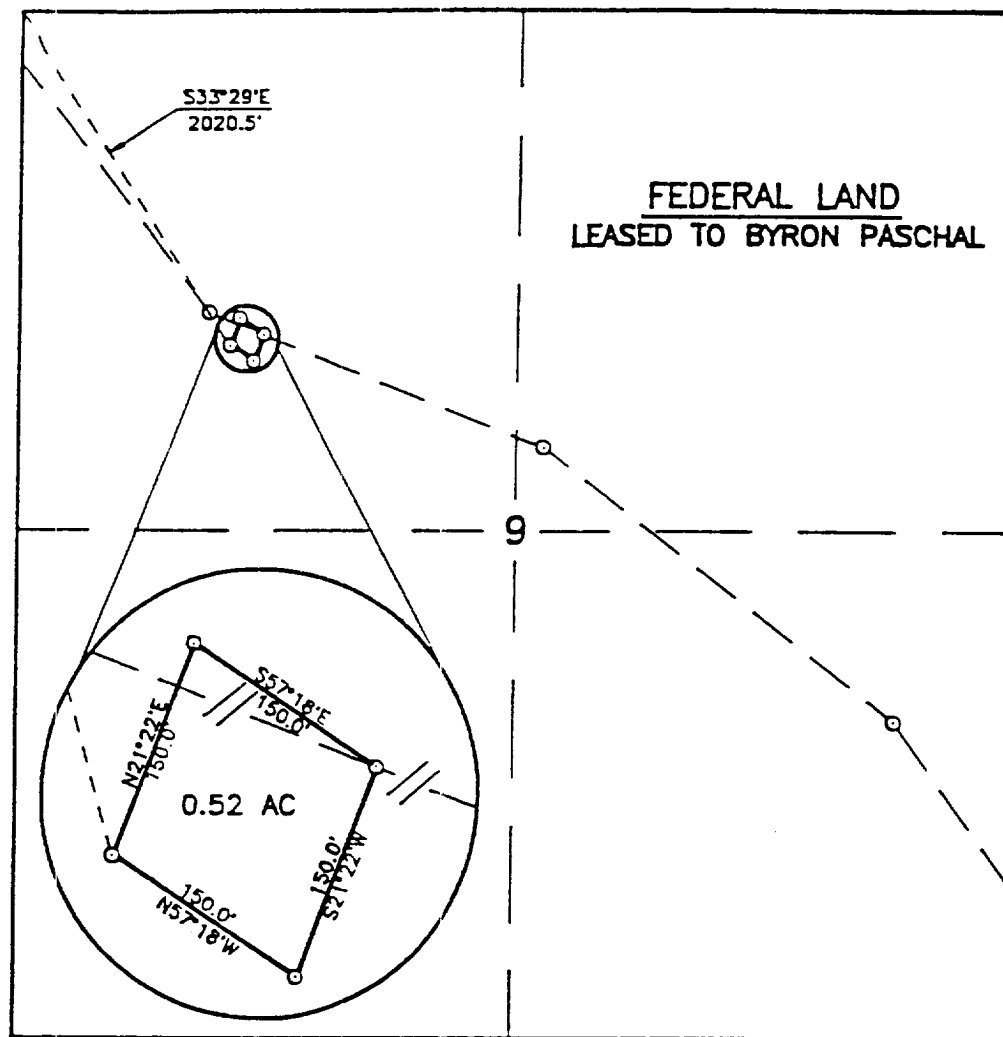 S33°29'E
2020.5'
FEDERAL LAND
LEASED TO BYRON PASCHAL
9
S57°18'E
150.0'
N21°22'E
150.0'
0.52 AC
150.0'
S21°22'W
150.0'
N57°18'W